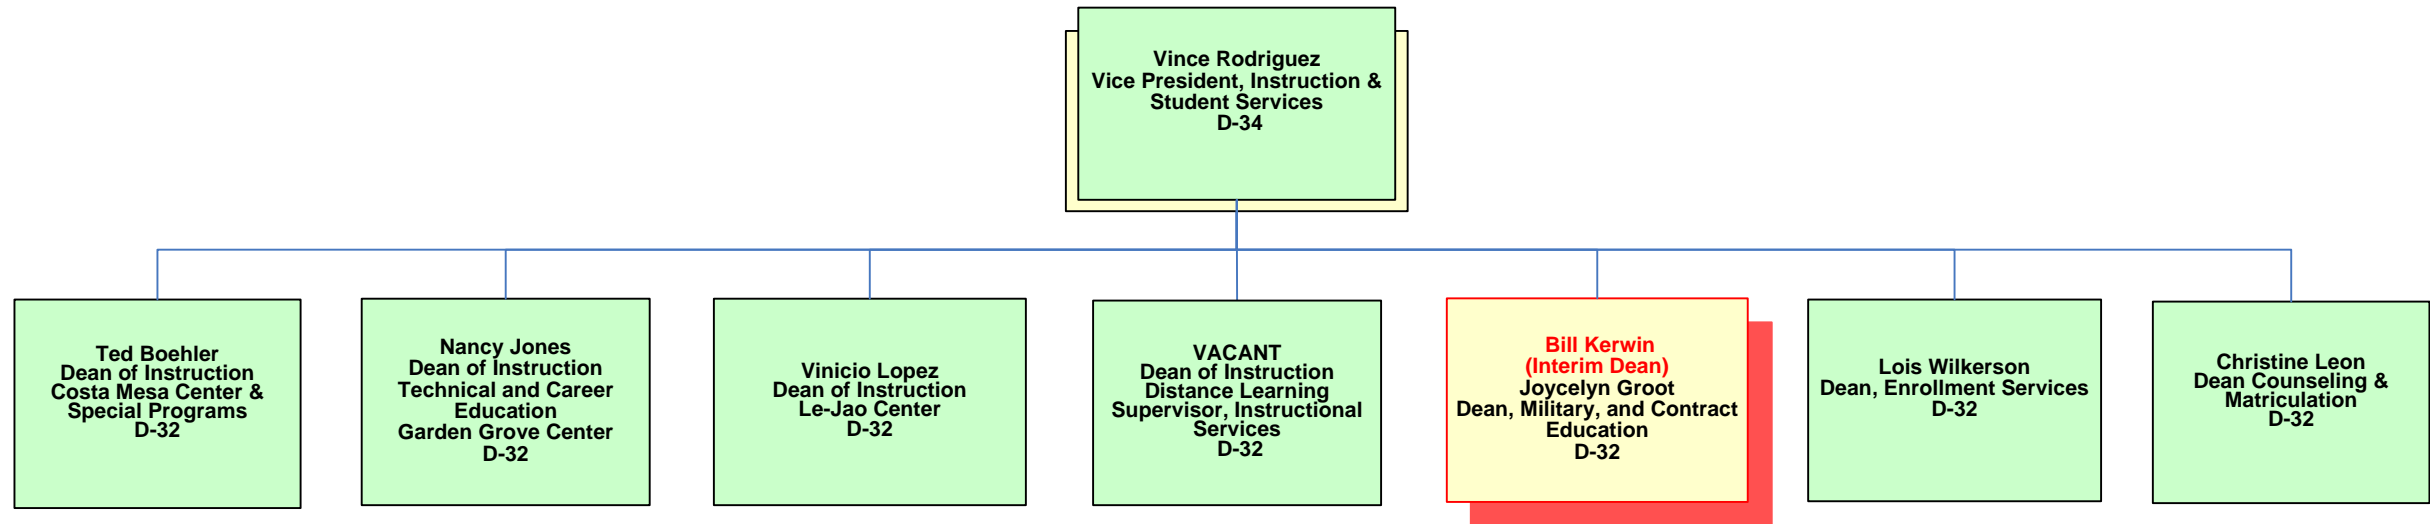 Vince Rodriguez
Vice President, Instruction &
Student Services
D-34
Ted Boehler
Dean of Instruction
Costa Mesa Center &
Special Programs
D-32
Nancy Jones
Dean of Instruction
Technical and Career
Education
Garden Grove Center
D-32
Vinicio Lopez
Dean of Instruction
Le-Jao Center
D-32
VACANT
Dean of Instruction
Distance Learning
Supervisor, Instructional
Services
D-32
Bill Kerwin
(Interim Dean)
Joycelyn Groot
Dean, Military, and Contract
Education
D-32
Lois Wilkerson
Dean, Enrollment Services
D-32
Christine Leon
Dean Counseling &
Matriculation
D-32